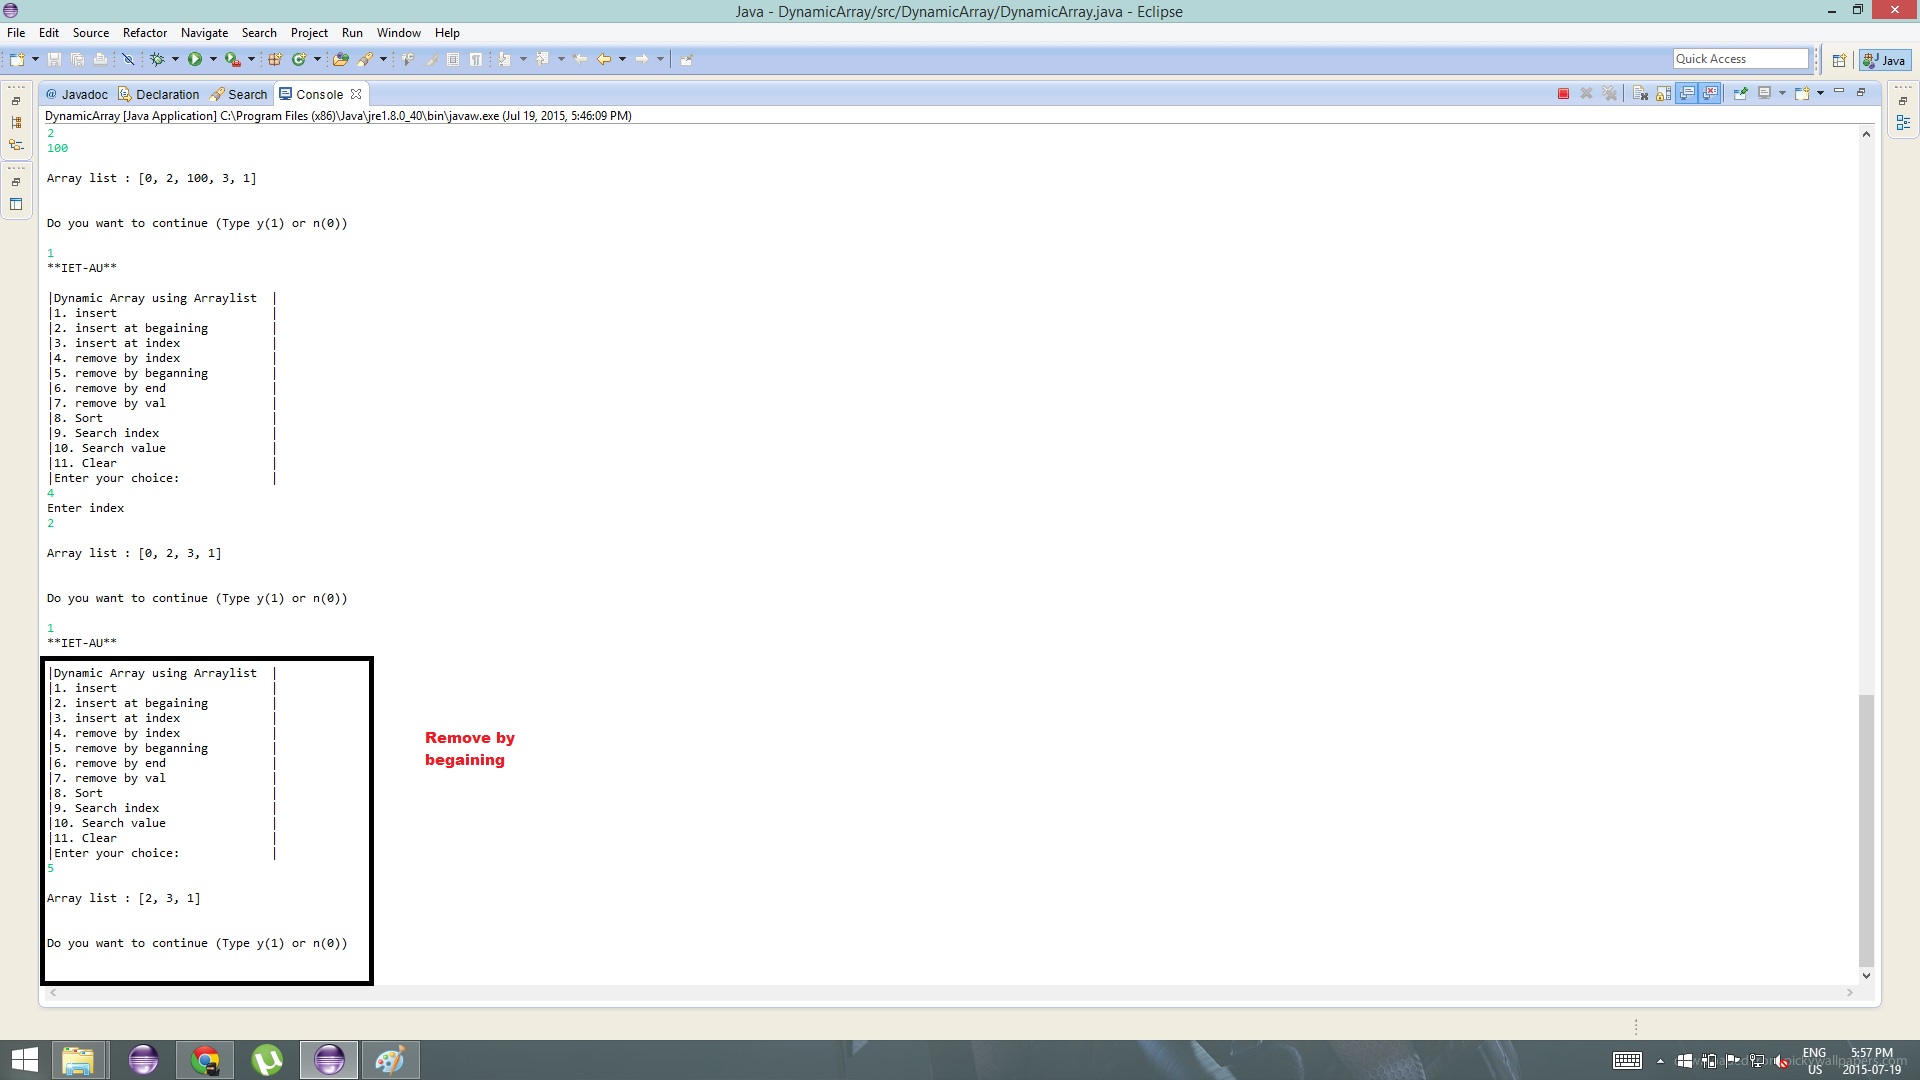 Java - DynamicArray/src/DynamicArray/DynamicArray.java - Eclipse
File Edit Source Refactor Navigate Search Project Run Window Help
Quick Access
Java
@ Javadoc Declaration Search Console
DynamicArray [Java Application] C:\Program Files (x86)\Java\jre1.8.0_40\bin\javaw.exe (Jul 19, 2015, 5:46:09 PM)
2
100
Array list : [0, 2, 100, 3, 1]
Do you want to continue (Type y(1) or n(0))
1
**IET-AU**
|Dynamic Array using Arraylist |
|1. insert |
|2. insert at begaining |
|3. insert at index |
|4. remove by index |
|5. remove by beganning |
|6. remove by end |
|7. remove by val |
|8. Sort |
|9. Search index |
|10. Search value |
|11. Clear |
|Enter your choice: |
4
Enter index
2
Array list : [0, 2, 3, 1]
Do you want to continue (Type y(1) or n(0))
1
**IET-AU**
|Dynamic Array using Arraylist |
|1. insert |
|2. insert at begaining |
|3. insert at index |
|4. remove by index |
|5. remove by beganning |
|6. remove by end |
|7. remove by val |
|8. Sort |
|9. Search index |
|10. Search value |
|11. Clear |
|Enter your choice: |
5
Array list : [2, 3, 1]
Do you want to continue (Type y(1) or n(0))
Remove by
begaining
ENG
US
5:57 PM
2015-07-19